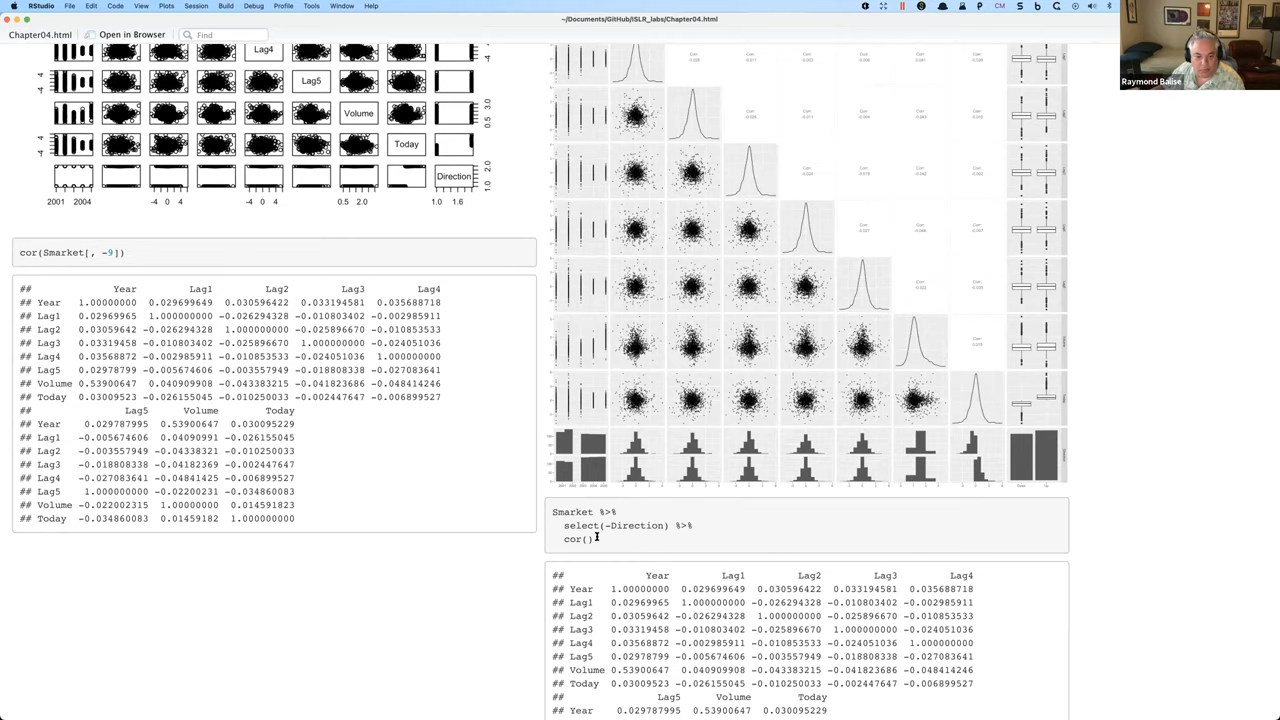 RStudio File Edit Code View Plots Session Build Debug Profile Tools Window Help
~/Documents/GitHub/ISLR_labs/Chapter04.html
Chapter04.html Open in Browser Find
Raymond Balise
Lag4
Lag5
Volume
Today
Direction
2001 2004 -4 0 4 -4 0 4 0.5 2.0 1.0 1.6
cor(Smarket[, -9])
## Year Lag1 Lag2 Lag3 Lag4
## Year 1.00000000 0.029699649 0.030596422 0.033194581 0.035688718
## Lag1 0.02969965 1.000000000 -0.026294328 -0.010803402 -0.002985911
## Lag2 0.03059642 -0.026294328 1.000000000 -0.025896670 -0.010853533
## Lag3 0.03319458 -0.010803402 -0.025896670 1.000000000 -0.024051036
## Lag4 0.03568872 -0.002985911 -0.010853533 -0.024051036 1.000000000
## Lag5 0.02978799 -0.005674606 -0.003557949 -0.018808338 -0.027083641
## Volume 0.53900647 0.040909908 -0.043383215 -0.041823686 -0.048414246
## Today 0.03009523 -0.026155045 -0.010250033 -0.002447647 -0.006899527
## Lag5 Volume Today
## Year 0.029787995 0.53900647 0.030095229
## Lag1 -0.005674606 0.04090991 -0.026155045
## Lag2 -0.003557949 -0.04338321 -0.010250033
## Lag3 -0.018808338 -0.04182369 -0.002447647
## Lag4 -0.027083641 -0.04841425 -0.006899527
## Lag5 1.000000000 -0.02200231 -0.034860083
## Volume -0.022002315 1.00000000 0.014591823
## Today -0.034860083 0.01459182 1.000000000
Smarket %>%
select(-Direction) %>%
cor()
## Year Lag1 Lag2 Lag3 Lag4
## Year 1.00000000 0.029699649 0.030596422 0.033194581 0.035688718
## Lag1 0.02969965 1.000000000 -0.026294328 -0.010803402 -0.002985911
## Lag2 0.03059642 -0.026294328 1.000000000 -0.025896670 -0.010853533
## Lag3 0.03319458 -0.010803402 -0.025896670 1.000000000 -0.024051036
## Lag4 0.03568872 -0.002985911 -0.010853533 -0.024051036 1.000000000
## Lag5 0.02978799 -0.005674606 -0.003557949 -0.018808338 -0.027083641
## Volume 0.53900647 0.040909908 -0.043383215 -0.041823686 -0.048414246
## Today 0.03009523 -0.026155045 -0.010250033 -0.002447647 -0.006899527
## Lag5 Volume Today
## Year 0.029787995 0.53900647 0.030095229